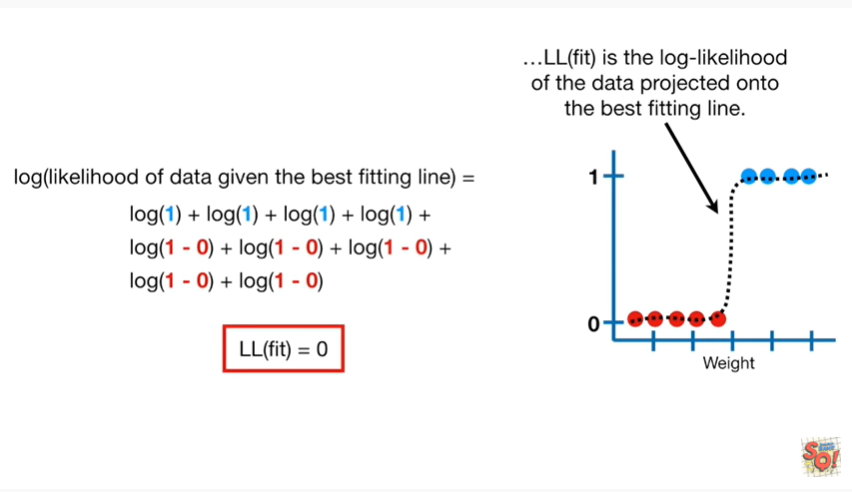 ...LL(fit) is the log-likelihood
of the data projected onto
the best fitting line.
log(likelihood of data given the best fitting line) =
log(1) + log(1) + log(1) + log(1) +
log(1 - 0) + log(1 - 0) + log(1 - 0) +
log(1 - 0) + log(1 - 0)
LL(fit) = 0
1
0
Weight
SQ!